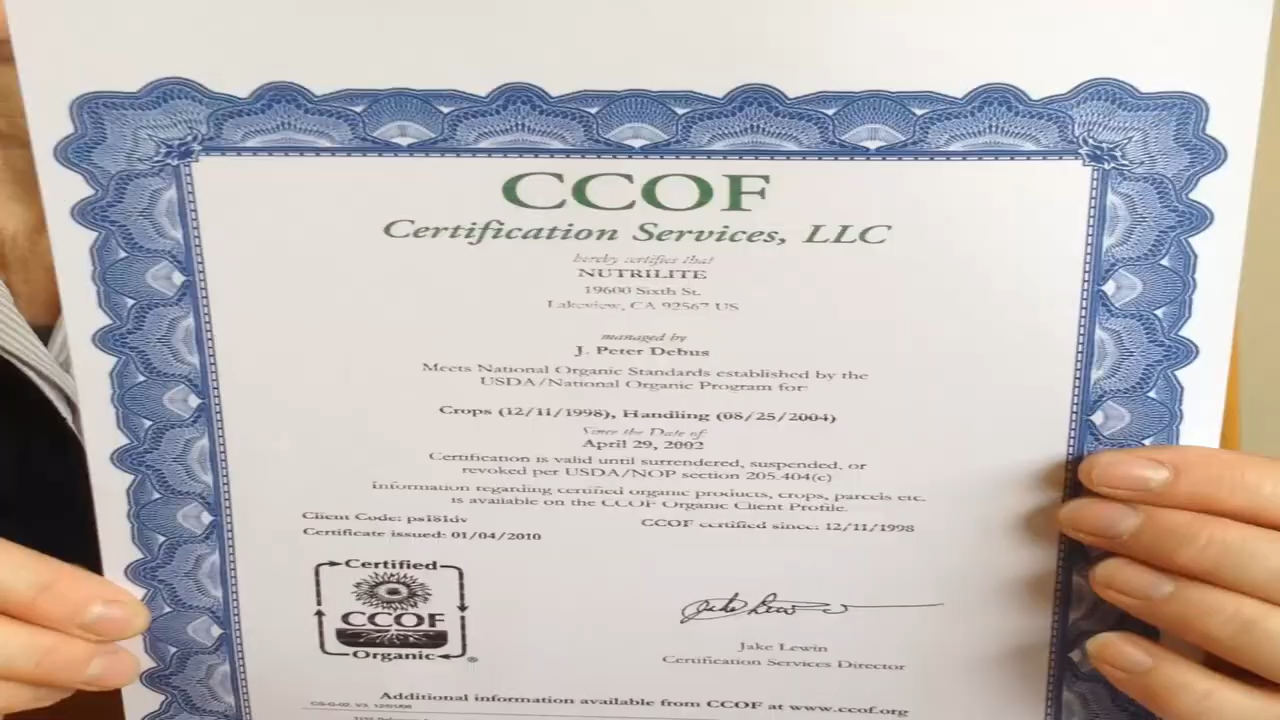 CCOF
Certification Services, LLC
hereby certifies that
NUTRILITE
19600 Sixth St.
Lakeview, CA 92567 US
managed by
J. Peter Debus
Meets National Organic Standards established by the
USDA/National Organic Program for
Crops (12/11/1998), Handling (08/25/2004)
Since the Date of:
April 29, 2002
Certification is valid until surrendered, suspended, or
revoked per USDA/NOP section 205.404(c)
Information regarding certified organic products, crops, parcels etc.
is available on the CCOF Organic Client Profile.
Client Code:
CCOF certified since: 12/11/1998
Certificate issued: 01/04/2010
Certified
CCOF
Organic
®
Jake Lewin
Jake Lewin
Certification Services Director
Additional information available from CCOF at www.ccof.org